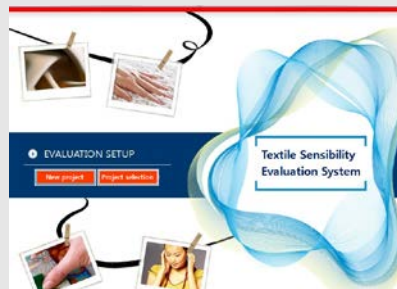 EVALUATION SETUP
New project
Project selection
Textile Sensibility
Evaluation System